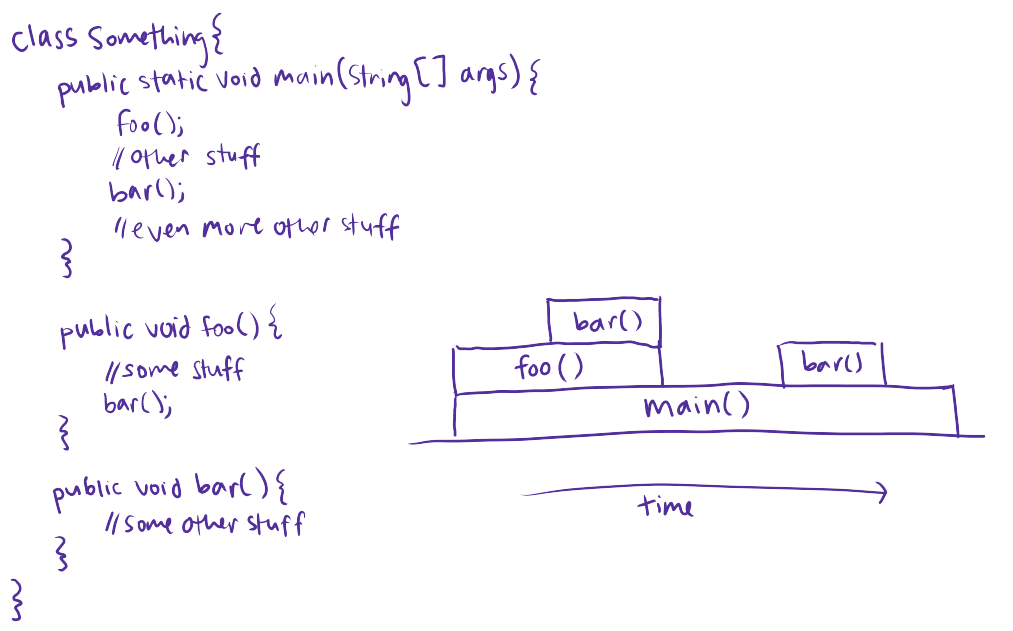 class Something{
public static void main(String[] args){
foo();
//other stuff
bar();
//even more other stuff
}
public void foo(){
//some stuff
bar();
}
public void bar(){
//some other stuff
}
}
bar()
foo()
bar()
main()
time